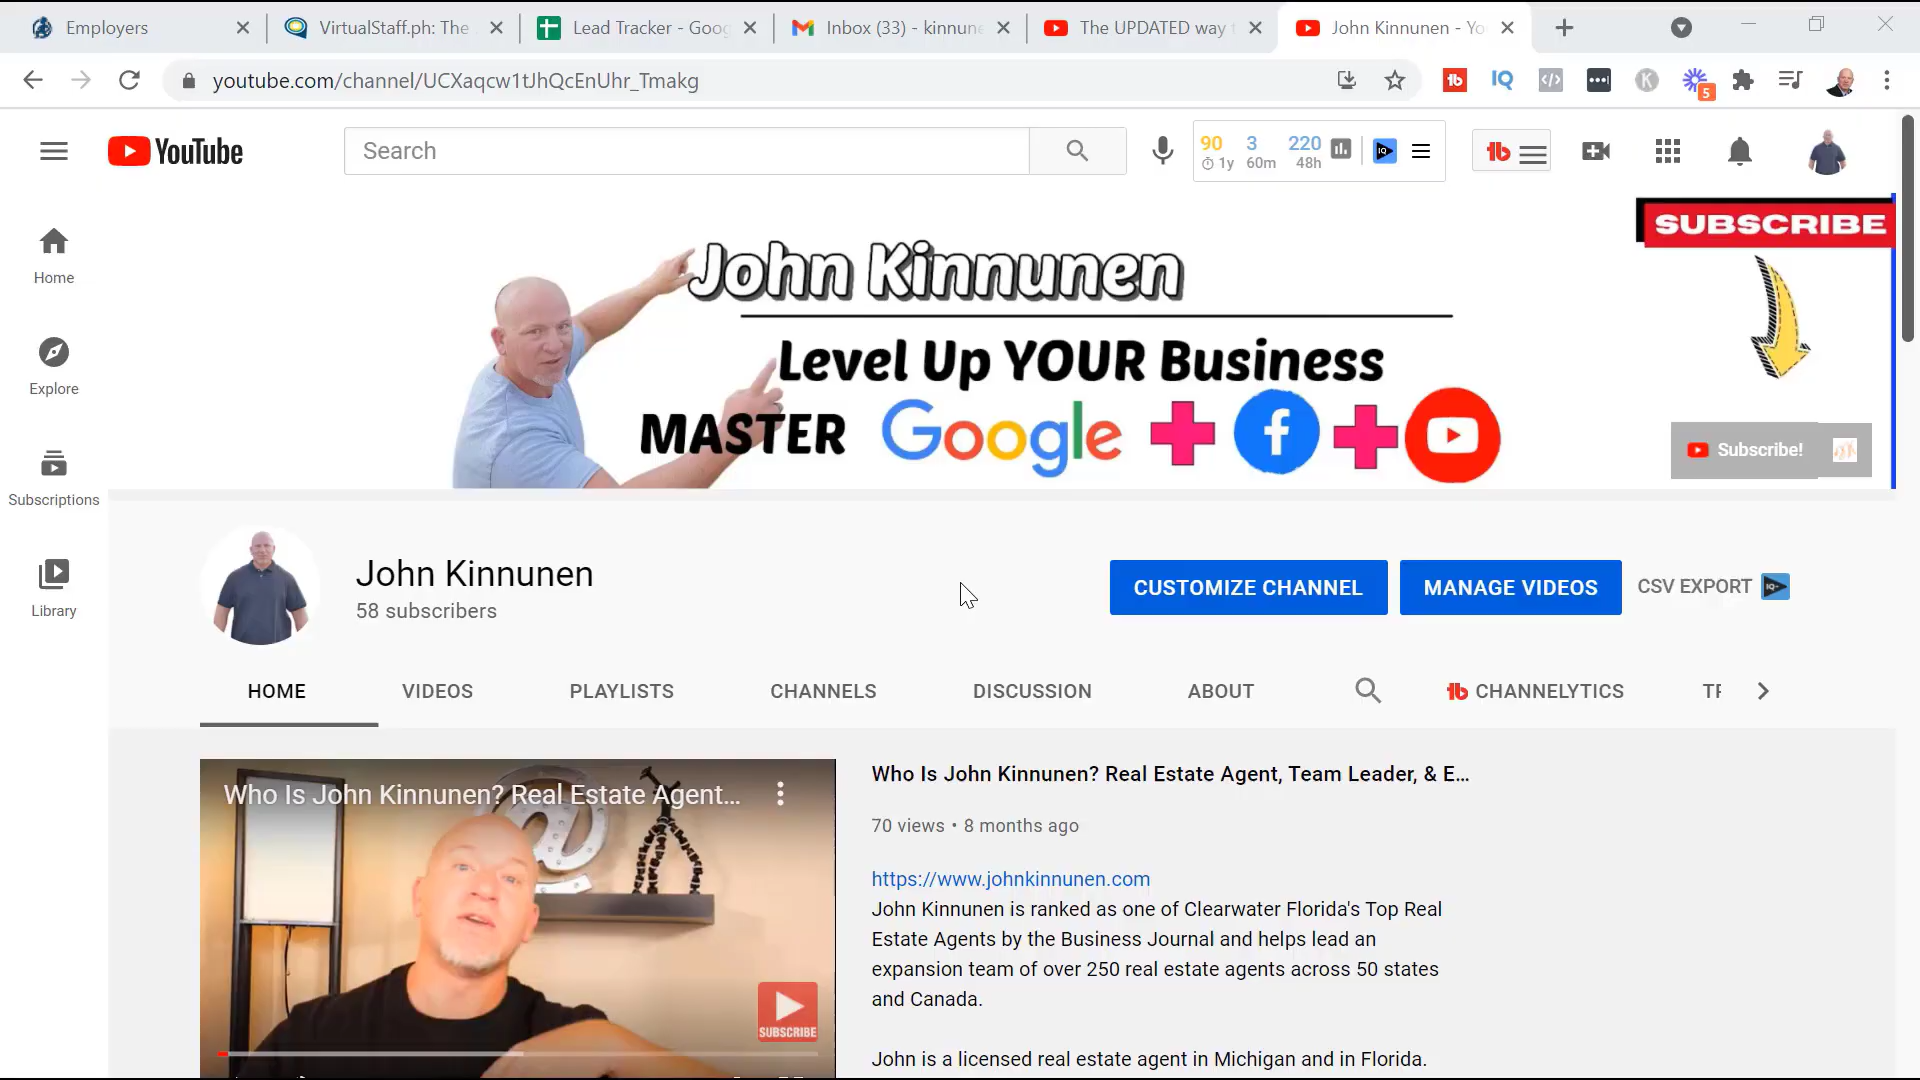 Employers
VirtualStaff.ph: The
Lead Tracker - Goog
Inbox (33) - kinnune
The UPDATED way t
John Kinnunen - Yo
youtube.com/channel/UCXaqcw1tJhQcEnUhr_Tmakg
IQ
5
YouTube
Search
90 3 220
1y 60m 48h
SUBSCRIBE
John Kinnunen
Level Up YOUR Business
MASTER Google
Subscribe!
Home
Explore
Subscriptions
Library
John Kinnunen
58 subscribers
CUSTOMIZE CHANNEL
MANAGE VIDEOS
CSV EXPORT
HOME
VIDEOS
PLAYLISTS
CHANNELS
DISCUSSION
ABOUT
CHANNELYTICS
Who Is John Kinnunen? Real Estate Agent...
SUBSCRIBE
Who Is John Kinnunen? Real Estate Agent, Team Leader, & E...
70 views • 8 months ago
https://www.johnkinnunen.com
John Kinnunen is ranked as one of Clearwater Florida's Top Real
Estate Agents by the Business Journal and helps lead an
expansion team of over 250 real estate agents across 50 states
and Canada.
John is a licensed real estate agent in Michigan and in Florida.